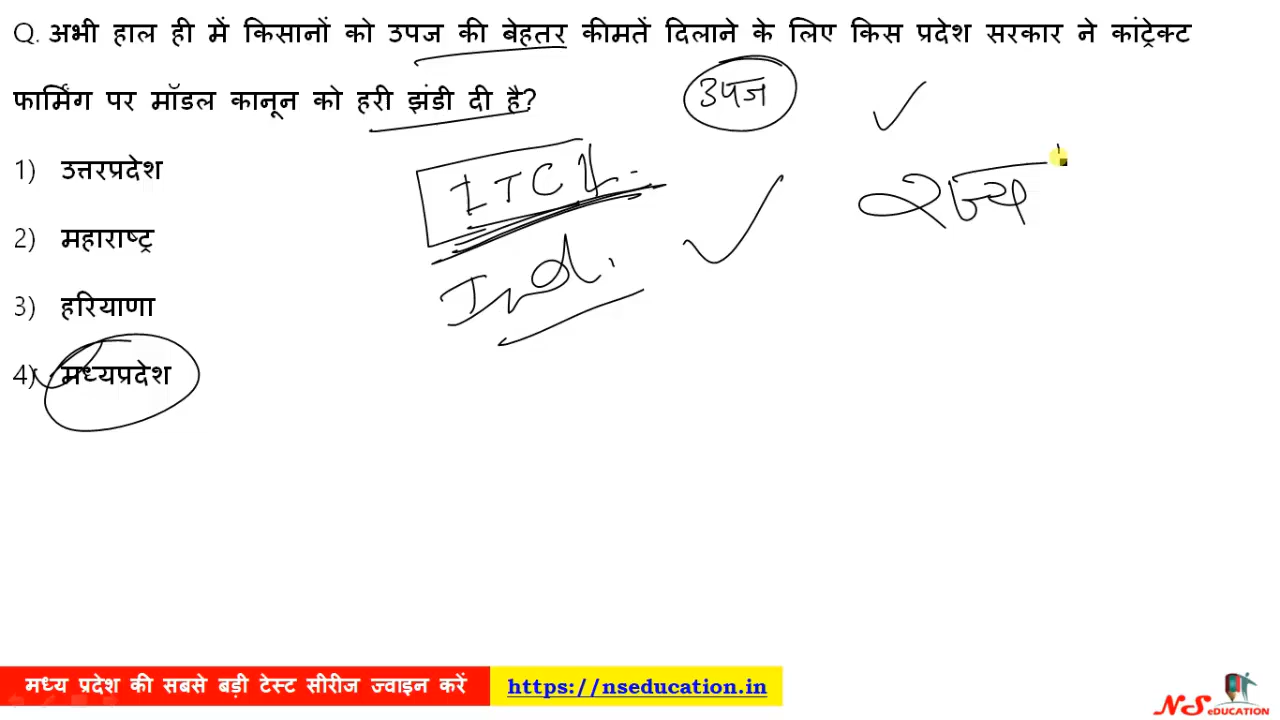 Q. अभी हाल ही में किसानों को उपज की बेहतर कीमतें दिलाने के लिए किस प्रदेश सरकार ने कांट्रेक्ट
फार्मिंग पर मॉडल कानून को हरी झंडी दी है?
उपज
1) उत्तरप्रदेश
ITC
राज्य
2) महाराष्ट्र
Ind.
3) हरियाणा
4) मध्यप्रदेश
मध्य प्रदेश की सबसे बड़ी टेस्ट सीरीज ज्वाइन करें
https://nseducation.in
NS eDUCATION